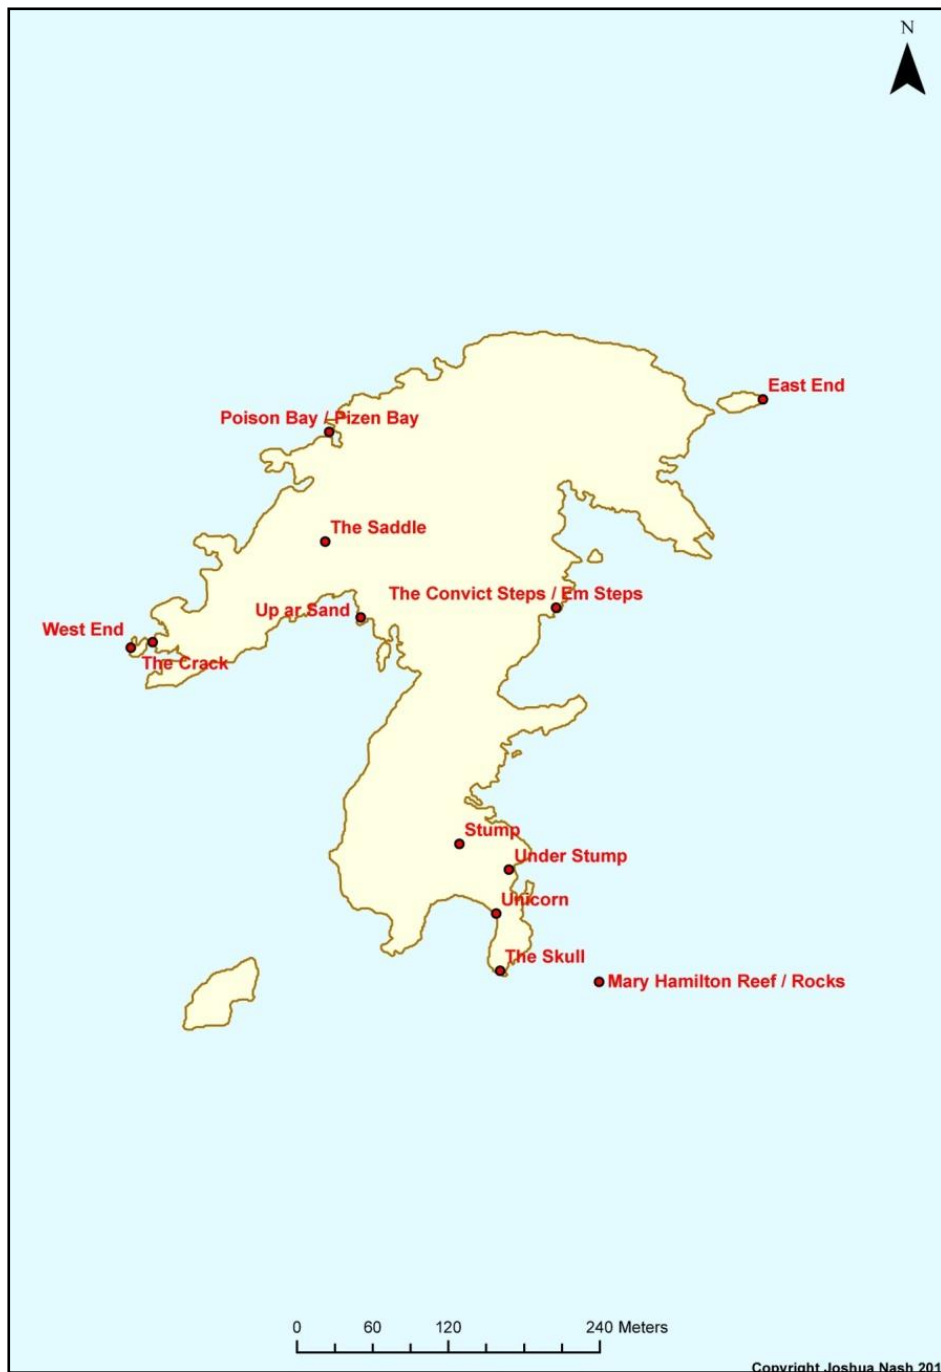 N
East End
Poison Bay / Pizen Bay
The Saddle
The Convict Steps / Em Steps
Up ar Sand
West End
The Crack
Stump
Under Stump
Unicorn
The Skull
Mary Hamilton Reef / Rocks
0 60 120 240 Meters
Copyright Joshua Nash 201